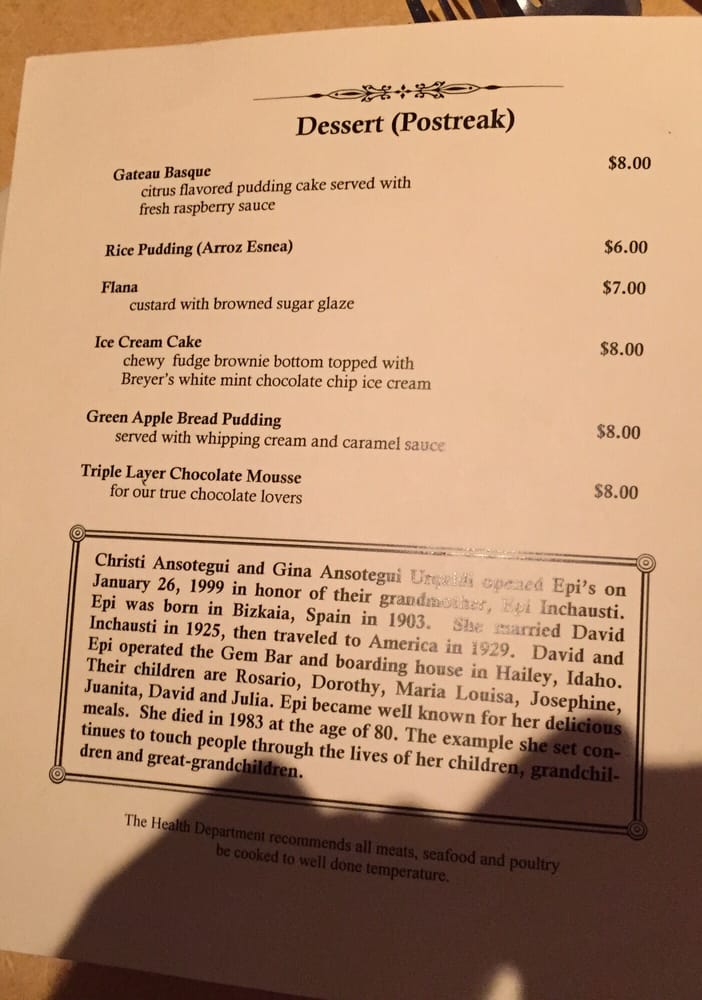 Dessert (Postreak)
Gateau Basque $8.00
citrus flavored pudding cake served with
fresh raspberry sauce
Rice Pudding (Arroz Esnea) $6.00
Flana $7.00
custard with browned sugar glaze
Ice Cream Cake $8.00
chewy fudge brownie bottom topped with
Breyer's white mint chocolate chip ice cream
Green Apple Bread Pudding $8.00
served with whipping cream and caramel sauce
Triple Layer Chocolate Mousse $8.00
for our true chocolate lovers
Christi Ansotegui and Gina Ansotegui opened Epi's on
January 26, 1999 in honor of their grandmother, Epi Inchausti.
Epi was born in Bizkaia, Spain in 1903. She married David
Inchausti in 1925, then traveled to America in 1929. David and
Epi operated the Gem Bar and boarding house in Hailey, Idaho.
Their children are Rosario, Dorothy, Maria Louisa, Josephine,
Juanita, David and Julia. Epi became well known for her delicious
meals. She died in 1983 at the age of 80. The example she set con-
tinues to touch people through the lives of her children, grandchil-
dren and great-grandchildren.
The Health Department recommends all meats, seafood and poultry
be cooked to well done temperature.